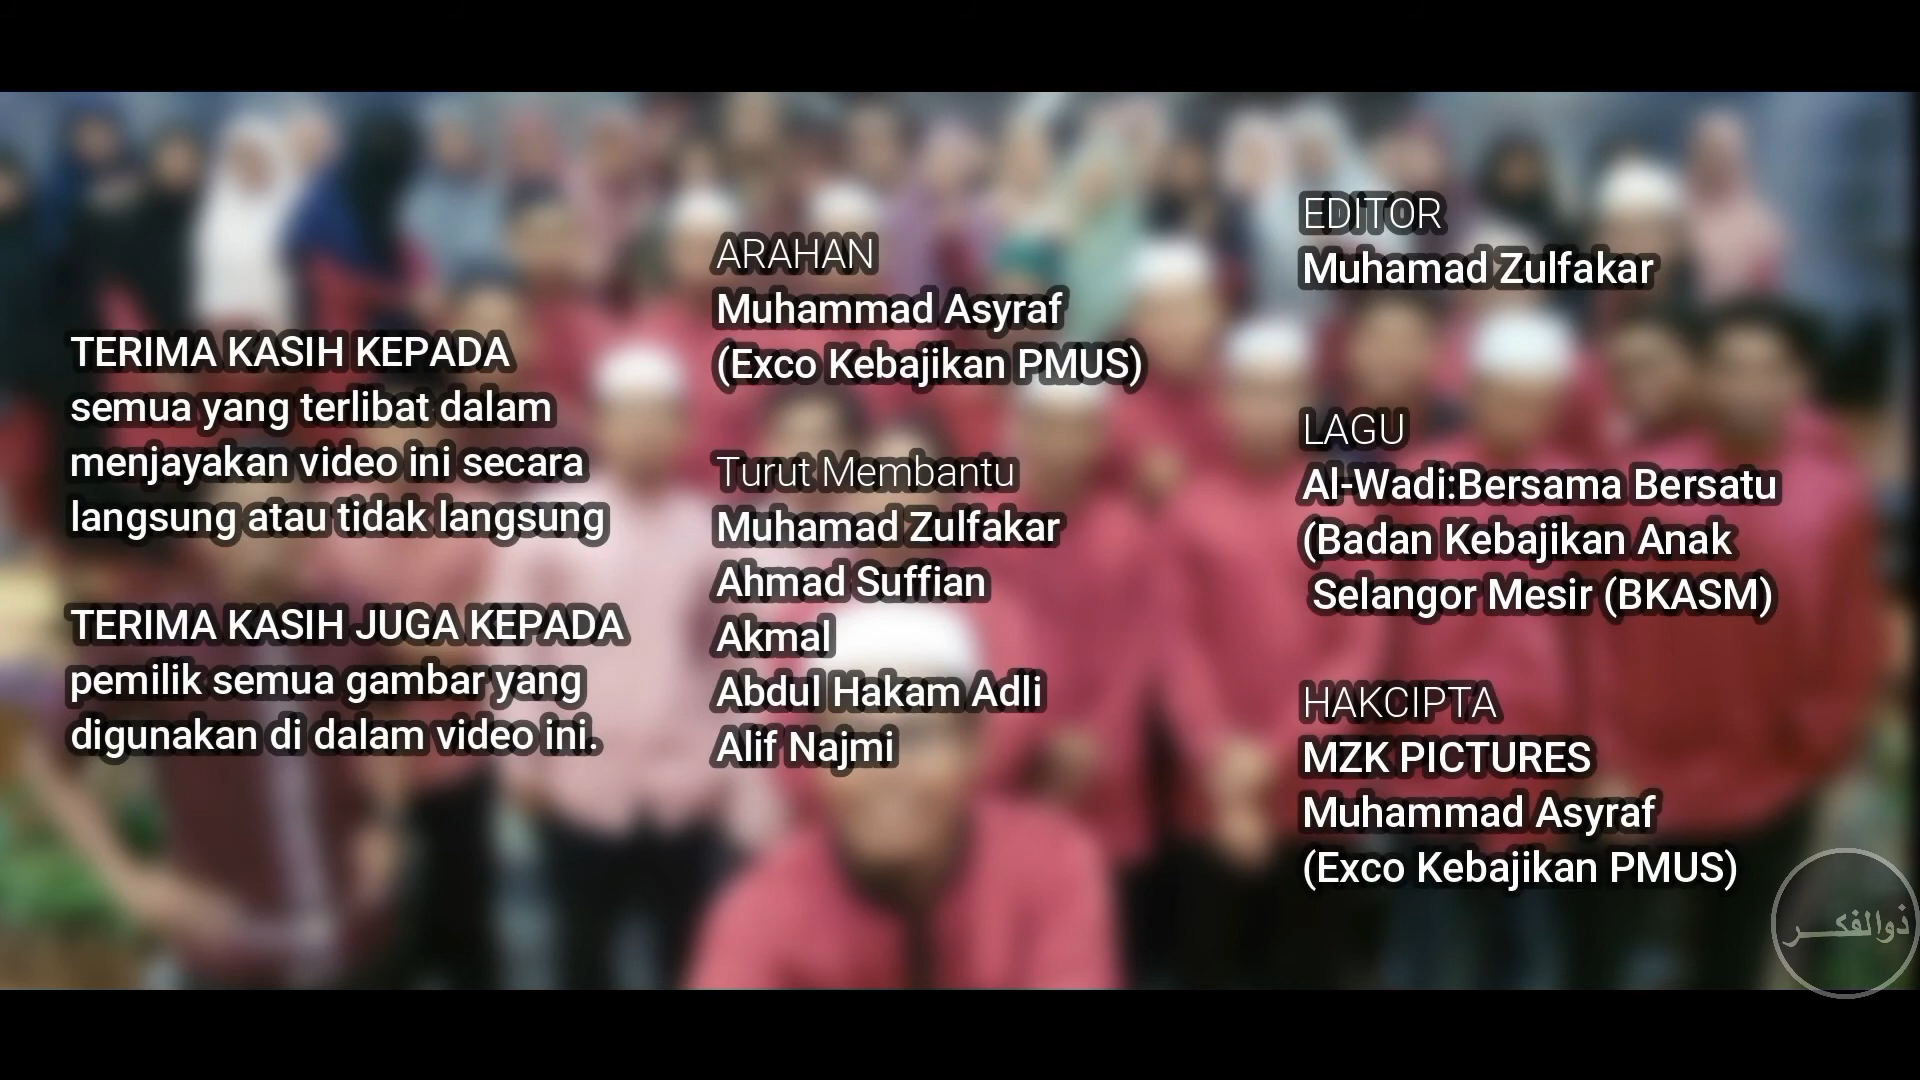 TERIMA KASIH KEPADA
semua yang terlibat dalam
menjayakan video ini secara
langsung atau tidak langsung
TERIMA KASIH JUGA KEPADA
pemilik semua gambar yang
digunakan di dalam video ini.
ARAHAN
Muhammad Asyraf
(Exco Kebajikan PMUS)
Turut Membantu
Muhamad Zulfakar
Ahmad Suffian
Akmal
Abdul Hakam Adli
Alif Najmi
EDITOR
Muhamad Zulfakar
LAGU
Al-Wadi:Bersama Bersatu
(Badan Kebajikan Anak
Selangor Mesir (BKASM)
HAKCIPTA
MZK PICTURES
Muhammad Asyraf
(Exco Kebajikan PMUS)
ذوالفكر